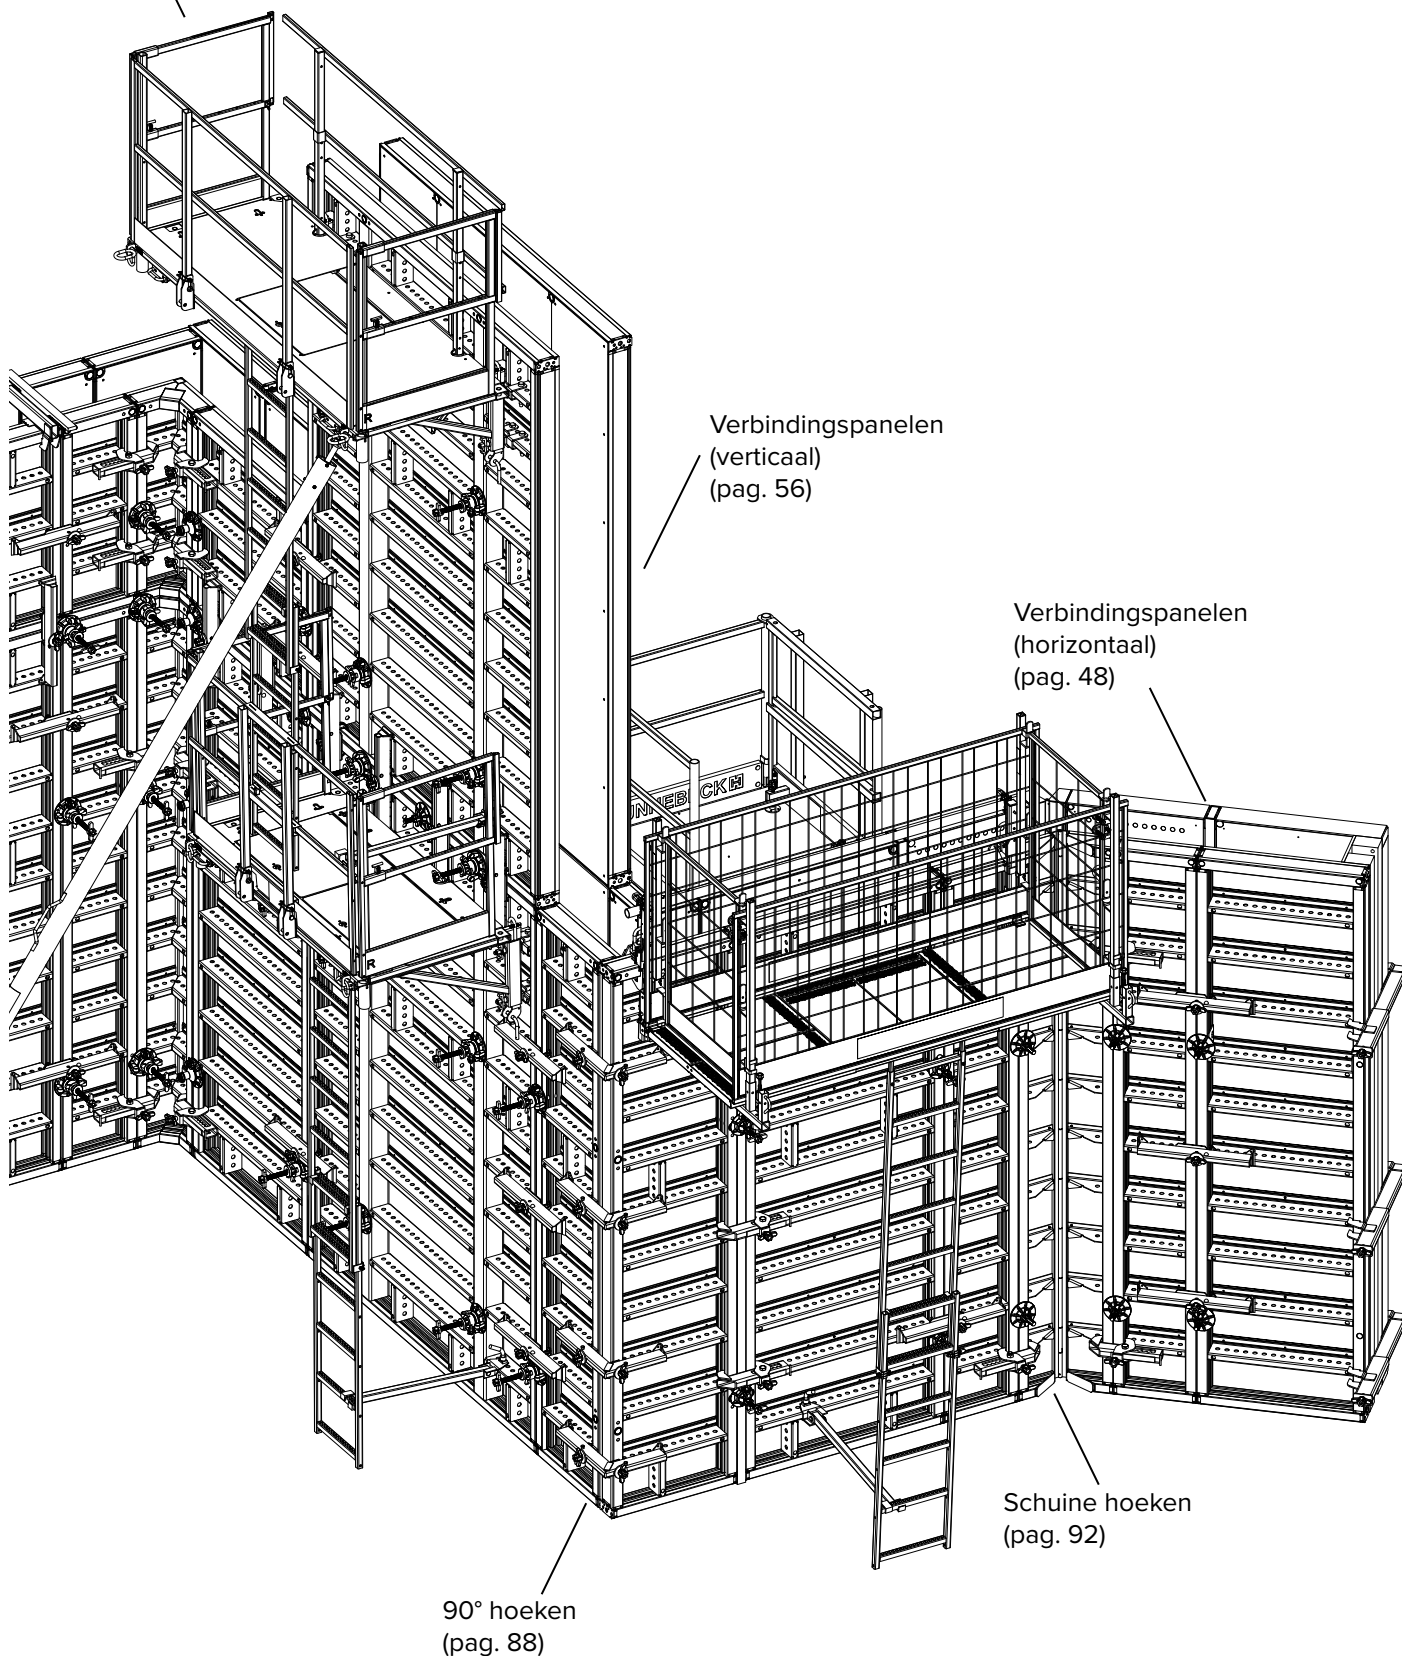 Verbindingspanelen
(verticaal)
(pag. 56)
Verbindingspanelen
(horizontaal)
(pag. 48)
R
R
Schuine hoeken
(pag. 92)
90° hoeken
(pag. 88)